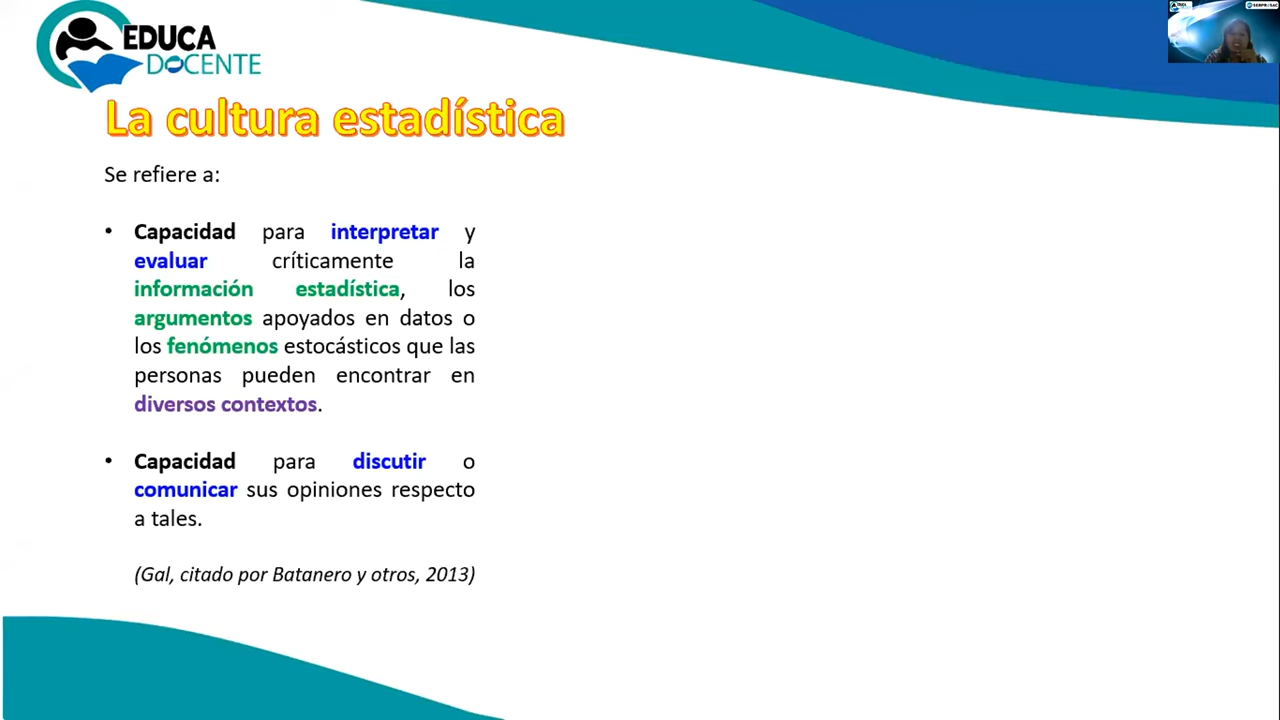 EDUCA
DOCENTE
La cultura estadística
Se refiere a:
• Capacidad para interpretar y
evaluar críticamente la
información estadística, los
argumentos apoyados en datos o
los fenómenos estocásticos que las
personas pueden encontrar en
diversos contextos.
• Capacidad para discutir o
comunicar sus opiniones respecto
a tales.
(Gal, citado por Batanero y otros, 2013)